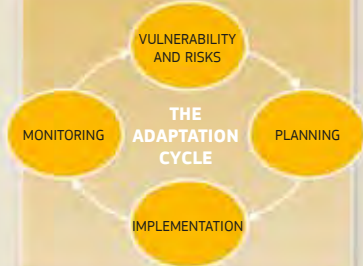 VULNERABILITY
AND RISKS
MONITORING
THE
ADAPTATION
CYCLE
PLANNING
IMPLEMENTATION